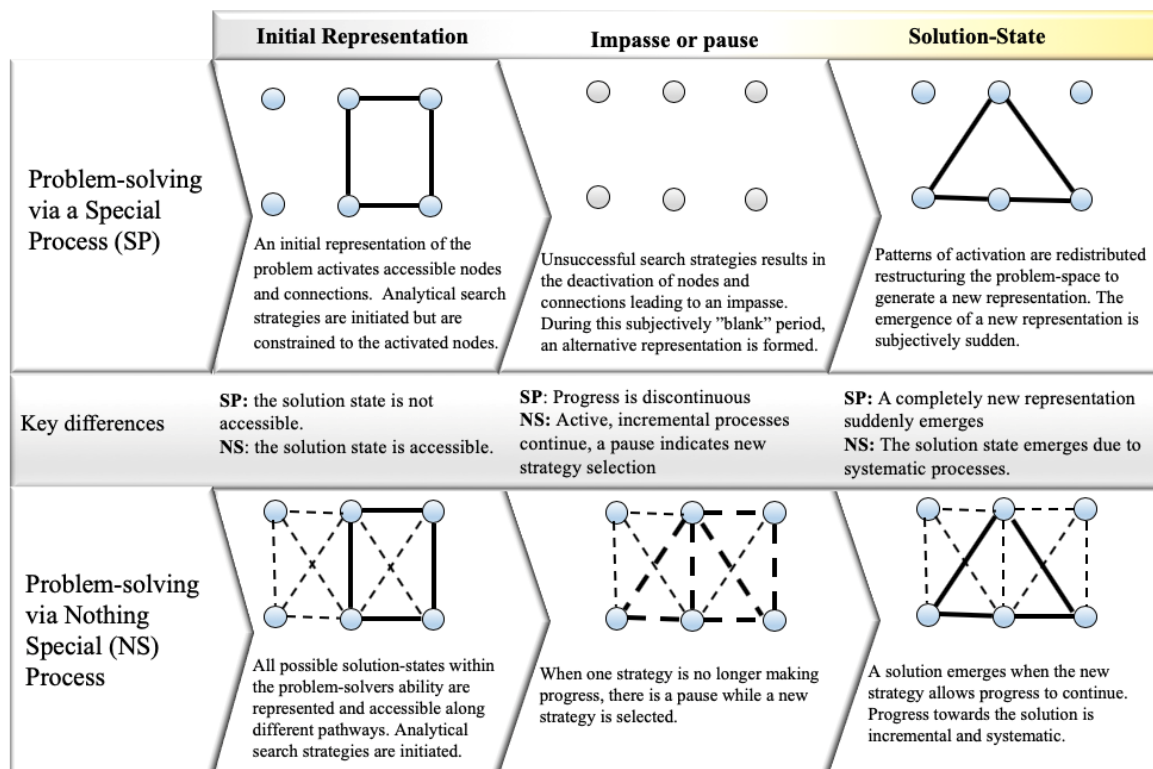 Initial Representation
Impasse or pause
Solution-State
Problem-solving
via a Special
Process (SP)
An initial representation of the
problem activates accessible nodes
and connections.  Analytical search
strategies are initiated but are
constrained to the activated nodes.
Unsuccessful search strategies results in
the deactivation of nodes and
connections leading to an impasse.
During this subjectively ”blank” period,
an alternative representation is formed.
Patterns of activation are redistributed
restructuring the problem-space to
generate a new representation. The
emergence of a new representation is
subjectively sudden.
Key differences
SP: the solution state is not
accessible.
NS: the solution state is accessible.
SP: Progress is discontinuous
NS: Active, incremental processes
continue, a pause indicates new
strategy selection
SP: A completely new representation
suddenly emerges
NS: The solution state emerges due to
systematic processes.
Problem-solving
via Nothing
Special (NS)
Process
All possible solution-states within
the problem-solvers ability are
represented and accessible along
different pathways. Analytical
search strategies are initiated.
When one strategy is no longer making
progress, there is a pause while a new
strategy is selected.
A solution emerges when the new
strategy allows progress to continue.
Progress towards the solution is
incremental and systematic.